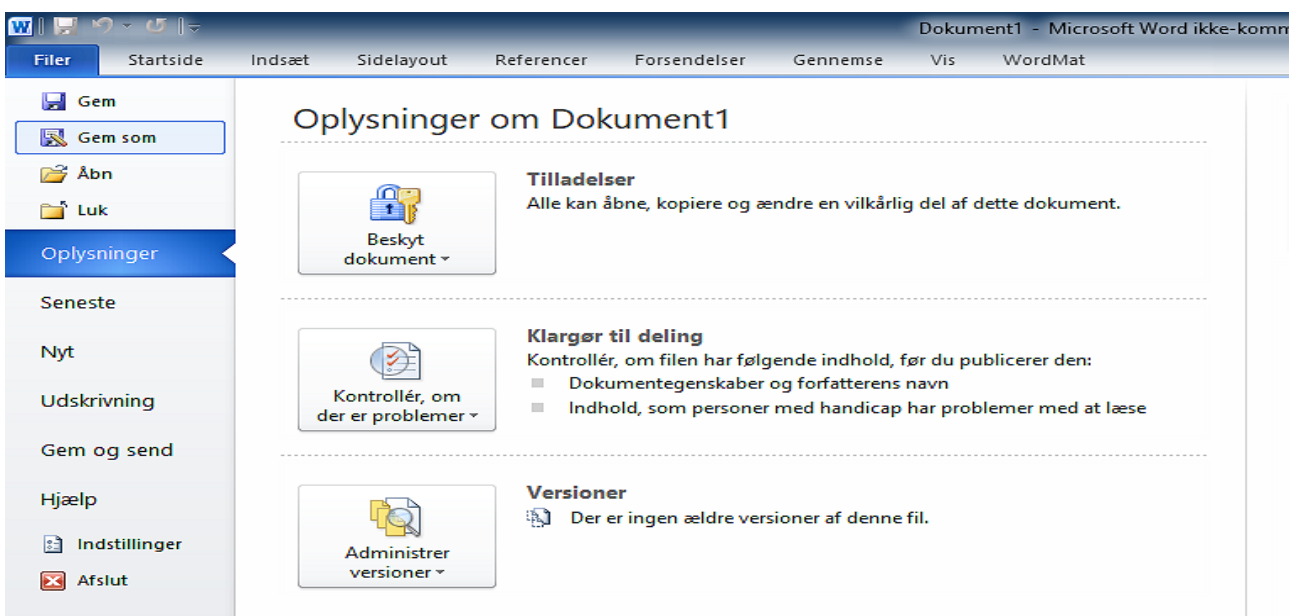 W
Dokument1 - Microsoft Word ikke-komm
Filer Startside Indsæt Sidelayout Referencer Forsendelser Gennemse Vis WordMat
Gem
Gem som
Åbn
Luk
Oplysninger
Seneste
Nyt
Udskrivning
Gem og send
Hjælp
Indstillinger
Afslut
Oplysninger om Dokument1
Beskyt
dokument
Tilladelser
Alle kan åbne, kopiere og ændre en vilkårlig del af dette dokument.
Kontrollér, om
der er problemer
Klargør til deling
Kontrollér, om filen har følgende indhold, før du publicerer den:
Dokumentegenskaber og forfatterens navn
Indhold, som personer med handicap har problemer med at læse
Administrer
versioner
Versioner
Der er ingen ældre versioner af denne fil.